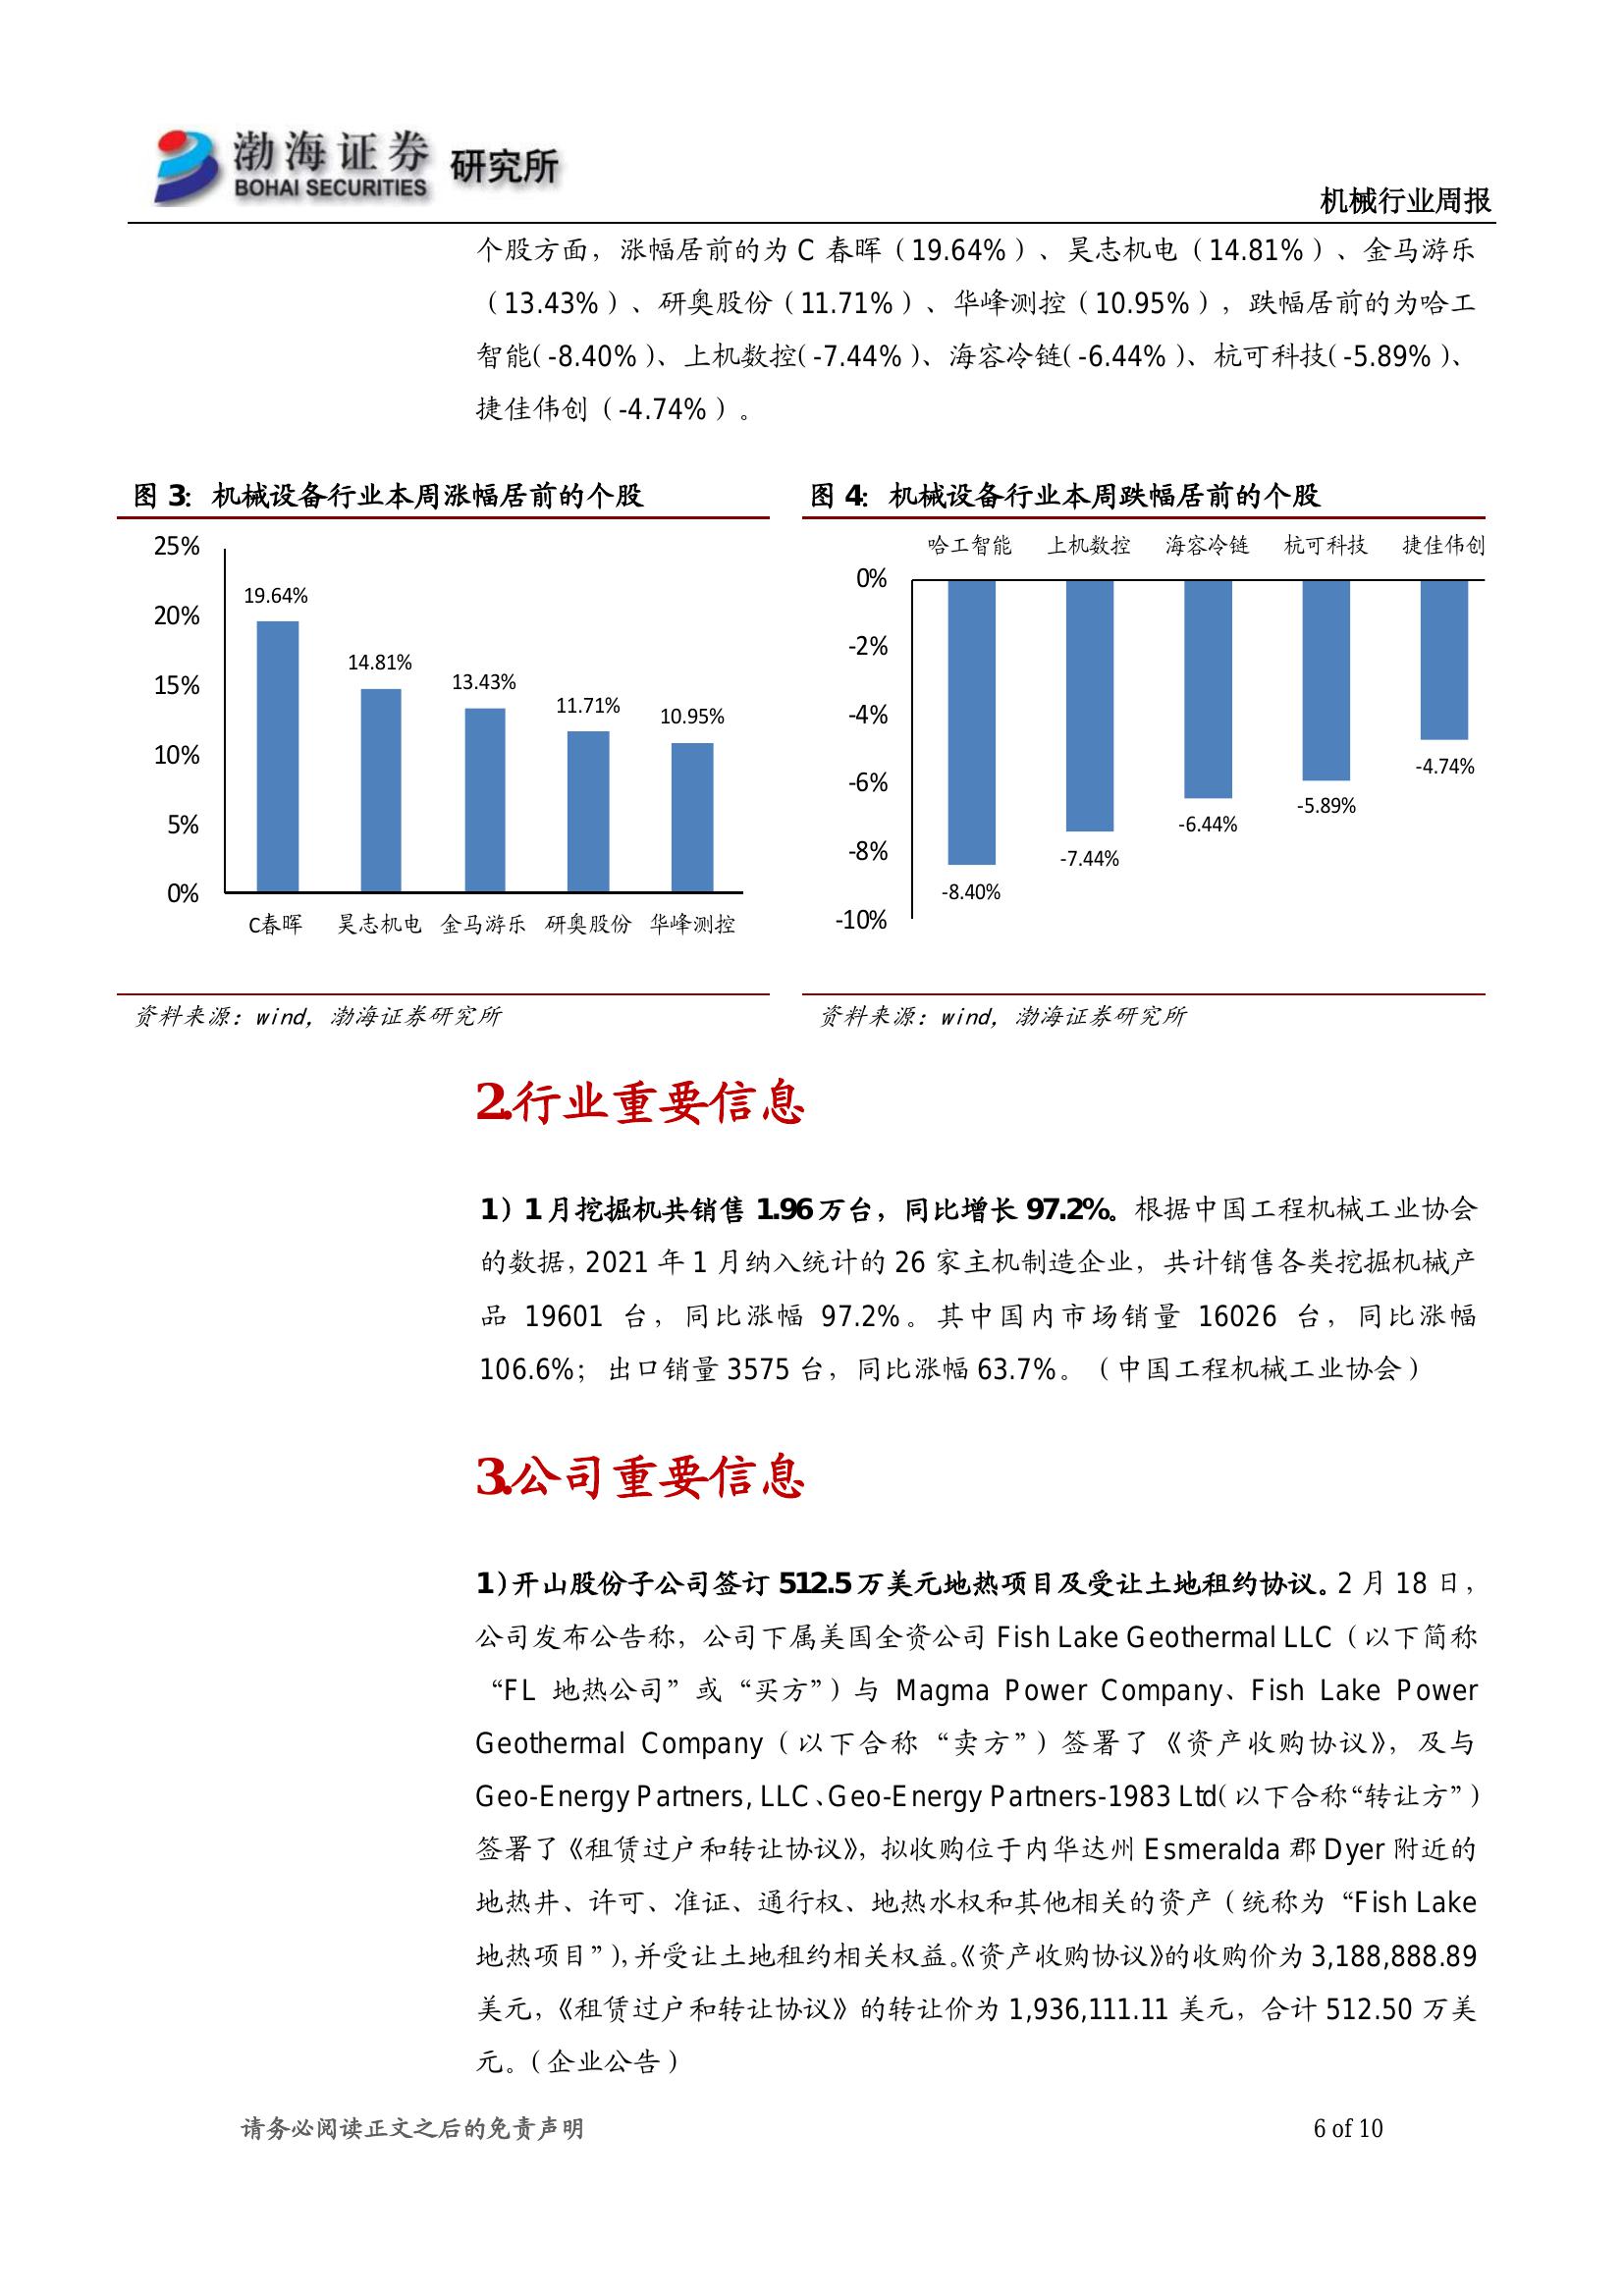 渤海证券 研究所
BOHAI SECURITIES
机械行业周报
个股方面，涨幅居前的为 C 春晖（19.64%）、昊志机电（14.81%）、金马游乐
（13.43%）、研奥股份（11.71%）、华峰测控（10.95%），跌幅居前的为哈工
智能（-8.40%）、上机数控（-7.44%）、海容冷链（-6.44%）、杭可科技（-5.89%）、
捷佳伟创（-4.74%）。
图 3：机械设备行业本周涨幅居前的个股
25%
20%
15%
10%
5%
0%
19.64%
14.81%
13.43%
11.71%
10.95%
C春晖 昊志机电 金马游乐 研奥股份 华峰测控
资料来源：wind，渤海证券研究所
图 4：机械设备行业本周跌幅居前的个股
哈工智能 上机数控 海容冷链 杭可科技 捷佳伟创
0%
-2%
-4%
-6%
-8%
-10%
-8.40%
-7.44%
-6.44%
-5.89%
-4.74%
资料来源：wind，渤海证券研究所
2.行业重要信息
1）1 月挖掘机共销售 1.96 万台，同比增长 97.2%。根据中国工程机械工业协会
的数据，2021 年 1 月纳入统计的 26 家主机制造企业，共计销售各类挖掘机械产
品 19601 台，同比涨幅 97.2%。其中国内市场销量 16026 台，同比涨幅
106.6%；出口销量 3575 台，同比涨幅 63.7%。（中国工程机械工业协会）
3.公司重要信息
1）开山股份子公司签订 512.5 万美元地热项目及受让土地租约协议。2 月 18 日，
公司发布公告称，公司下属美国全资公司 Fish Lake Geothermal LLC（以下简称
“FL 地热公司”或“买方”）与 Magma Power Company、Fish Lake Power
Geothermal Company（以下合称“卖方”）签署了《资产收购协议》，及与
Geo-Energy Partners, LLC、Geo-Energy Partners-1983 Ltd（以下合称“转让方”）
签署了《租赁过户和转让协议》，拟收购位于内华达州 Esmeralda 郡 Dyer 附近的
地热井、许可、准证、通行权、地热水权和其他相关的资产（统称为“Fish Lake
地热项目”），并受让土地租约相关权益。《资产收购协议》的收购价为 3,188,888.89
美元，《租赁过户和转让协议》的转让价为 1,936,111.11 美元，合计 512.50 万美
元。（企业公告）
请务必阅读正文之后的免责声明
6 of 10